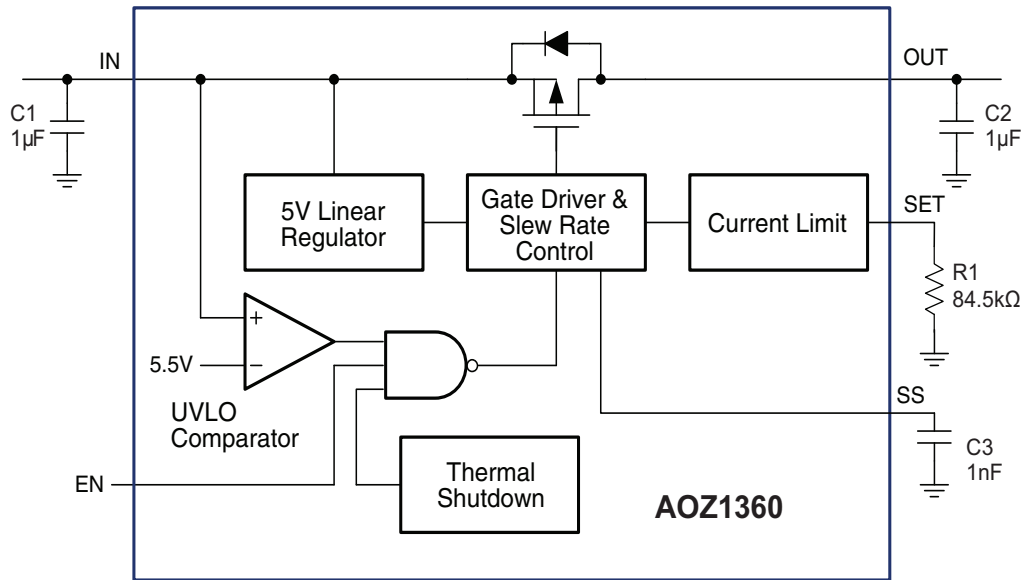 IN
OUT
C1
1µF
C2
1µF
5V Linear
Regulator
Gate Driver &
Slew Rate
Control
Current Limit
SET
R1
84.5kΩ
+
5.5V
−
UVLO
Comparator
SS
C3
1nF
EN
Thermal
Shutdown
AOZ1360